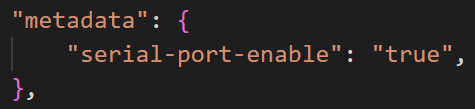 "metadata": {
"serial-port-enable": "true",
},